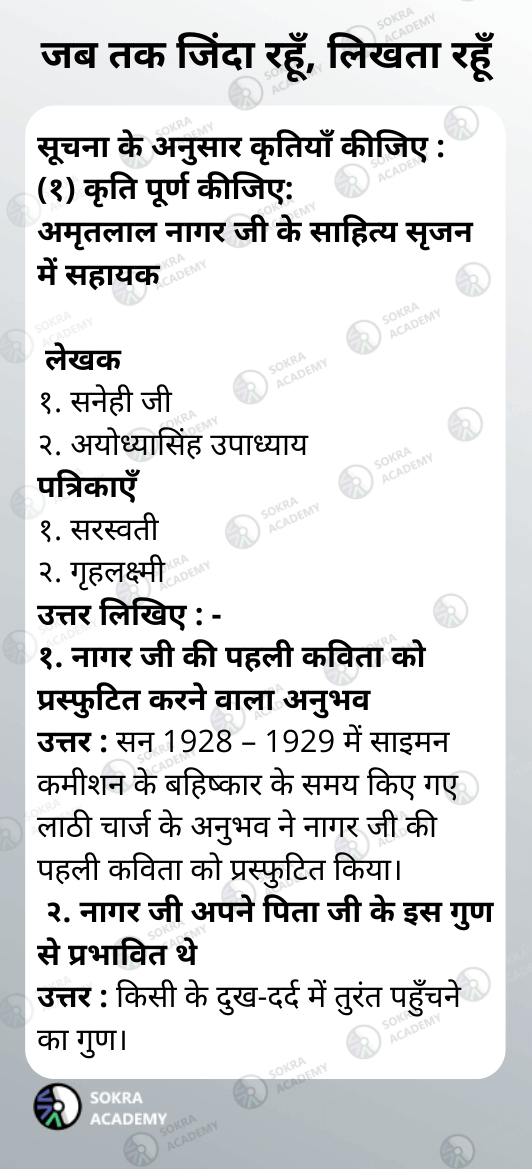 जब तक जिंदा रहूँ, लिखता रहूँ
सूचना के अनुसार कृतियाँ कीजिए :
(१) कृति पूर्ण कीजिए:
अमृतलाल नागर जी के साहित्य सृजन
में सहायक
लेखक
१. सनेही जी
२. अयोध्यासिंह उपाध्याय
पत्रिकाएँ
१. सरस्वती
२. गृहलक्ष्मी
उत्तर लिखिए : -
१. नागर जी की पहली कविता को
प्रस्फुटित करने वाला अनुभव
उत्तर : सन 1928 – 1929 में साइमन
कमीशन के बहिष्कार के समय किए गए
लाठी चार्ज के अनुभव ने नागर जी की
पहली कविता को प्रस्फुटित किया।
२. नागर जी अपने पिता जी के इस गुण
से प्रभावित थे
उत्तर : किसी के दुख-दर्द में तुरंत पहुँचने
का गुण।
SOKRA
ACADEMY